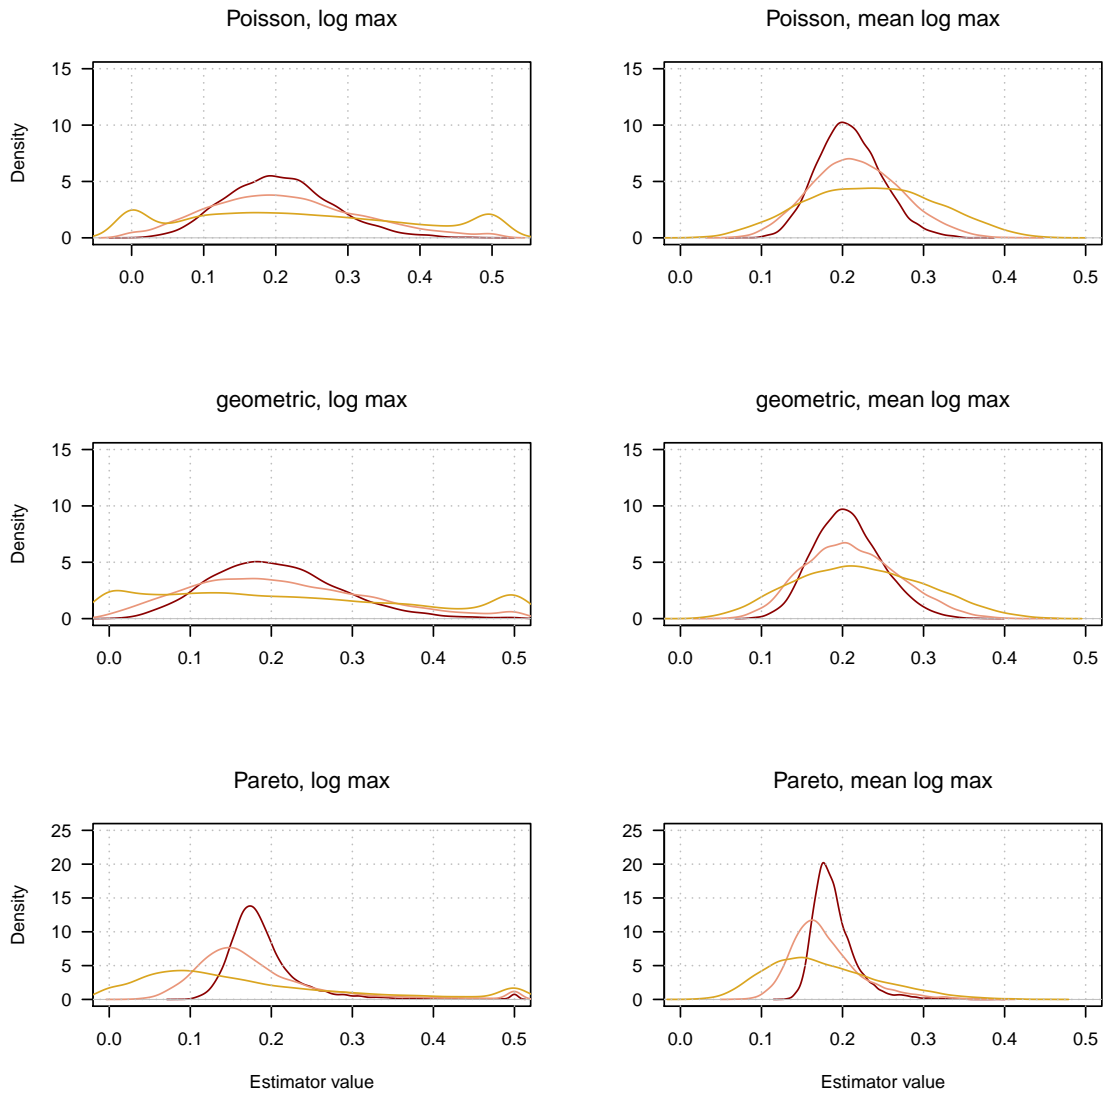 Poisson, log max
Poisson, mean log max
15
10
5
0
Density
0.0 0.1 0.2 0.3 0.4 0.5
15
10
5
0
0.0 0.1 0.2 0.3 0.4 0.5
geometric, log max
geometric, mean log max
15
10
5
0
Density
0.0 0.1 0.2 0.3 0.4 0.5
15
10
5
0
0.0 0.1 0.2 0.3 0.4 0.5
Pareto, log max
Pareto, mean log max
25
20
15
10
5
0
Density
0.0 0.1 0.2 0.3 0.4 0.5
Estimator value
25
20
15
10
5
0
0.0 0.1 0.2 0.3 0.4 0.5
Estimator value